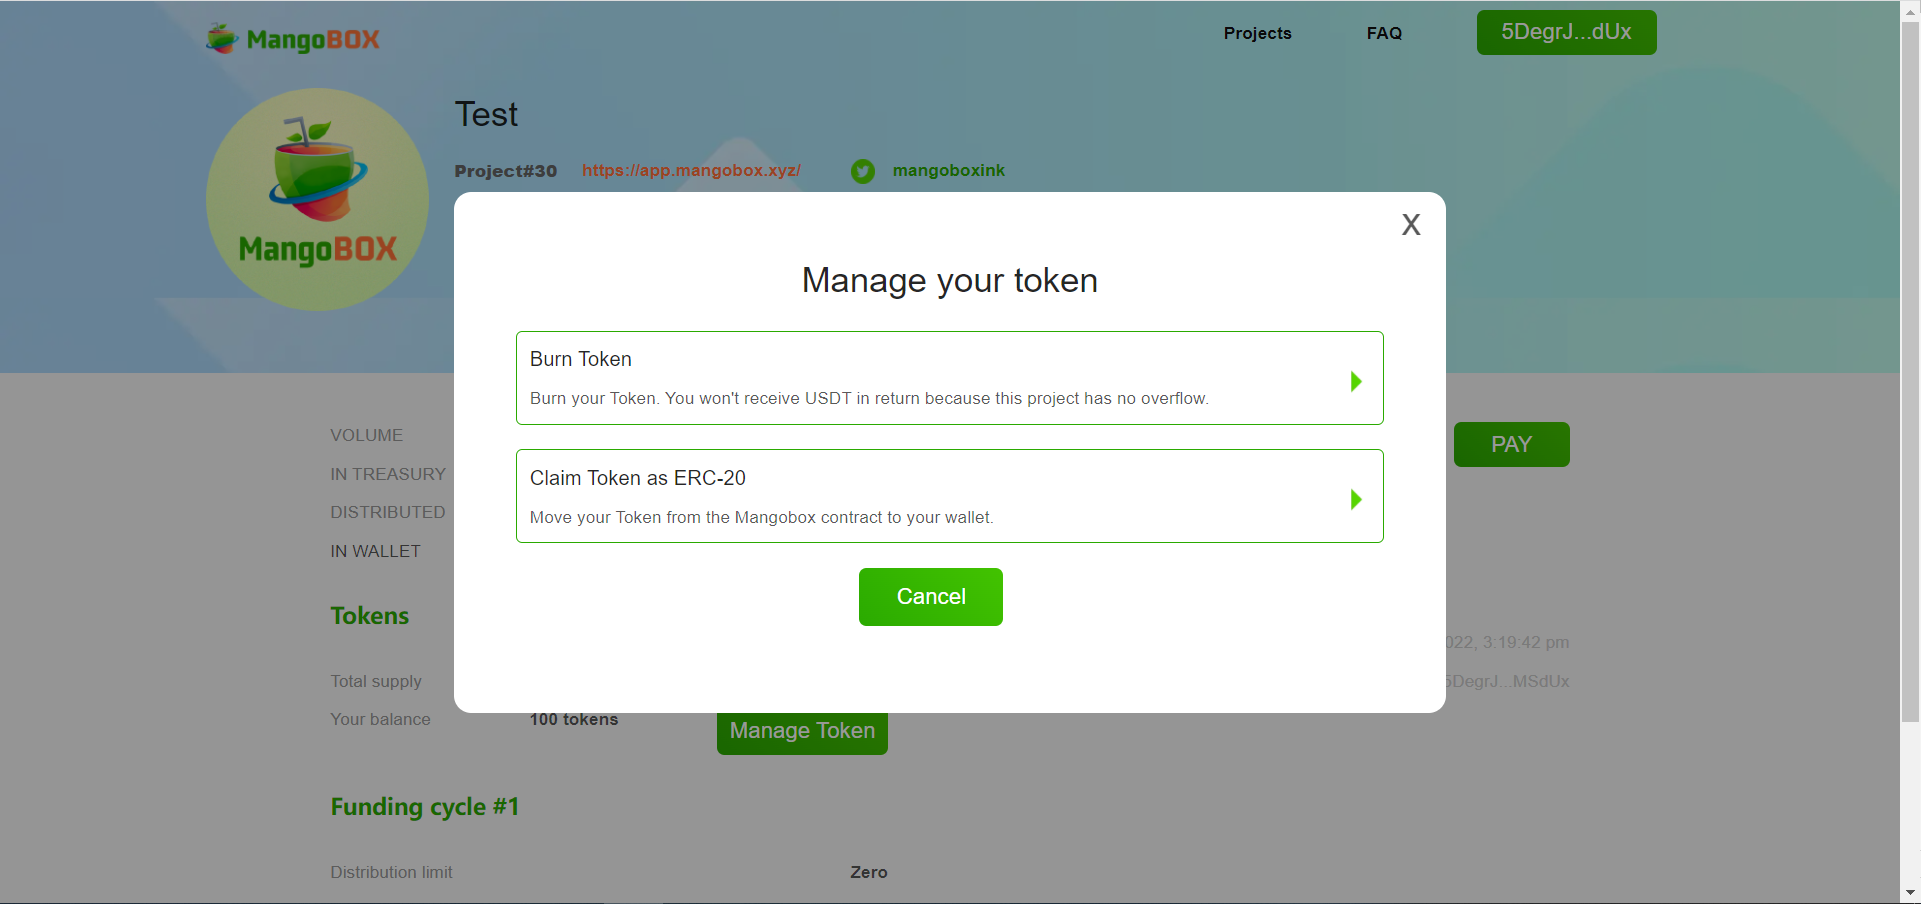 MangoBOX
Projects
FAQ
5DegrJ...dUx
Test
Project#30
https://app.mangobox.xyz/
mangoboxink
MangoBOX
X
Manage your token
Burn Token
Burn your Token. You won't receive USDT in return because this project has no overflow.
Claim Token as ERC-20
Move your Token from the Mangobox contract to your wallet.
Cancel
VOLUME
PAY
IN TREASURY
DISTRIBUTED
IN WALLET
Tokens
022, 3:19:42 pm
Total supply
5DegrJ...MSdUx
Your balance
100 tokens
Manage Token
Funding cycle #1
Distribution limit
Zero